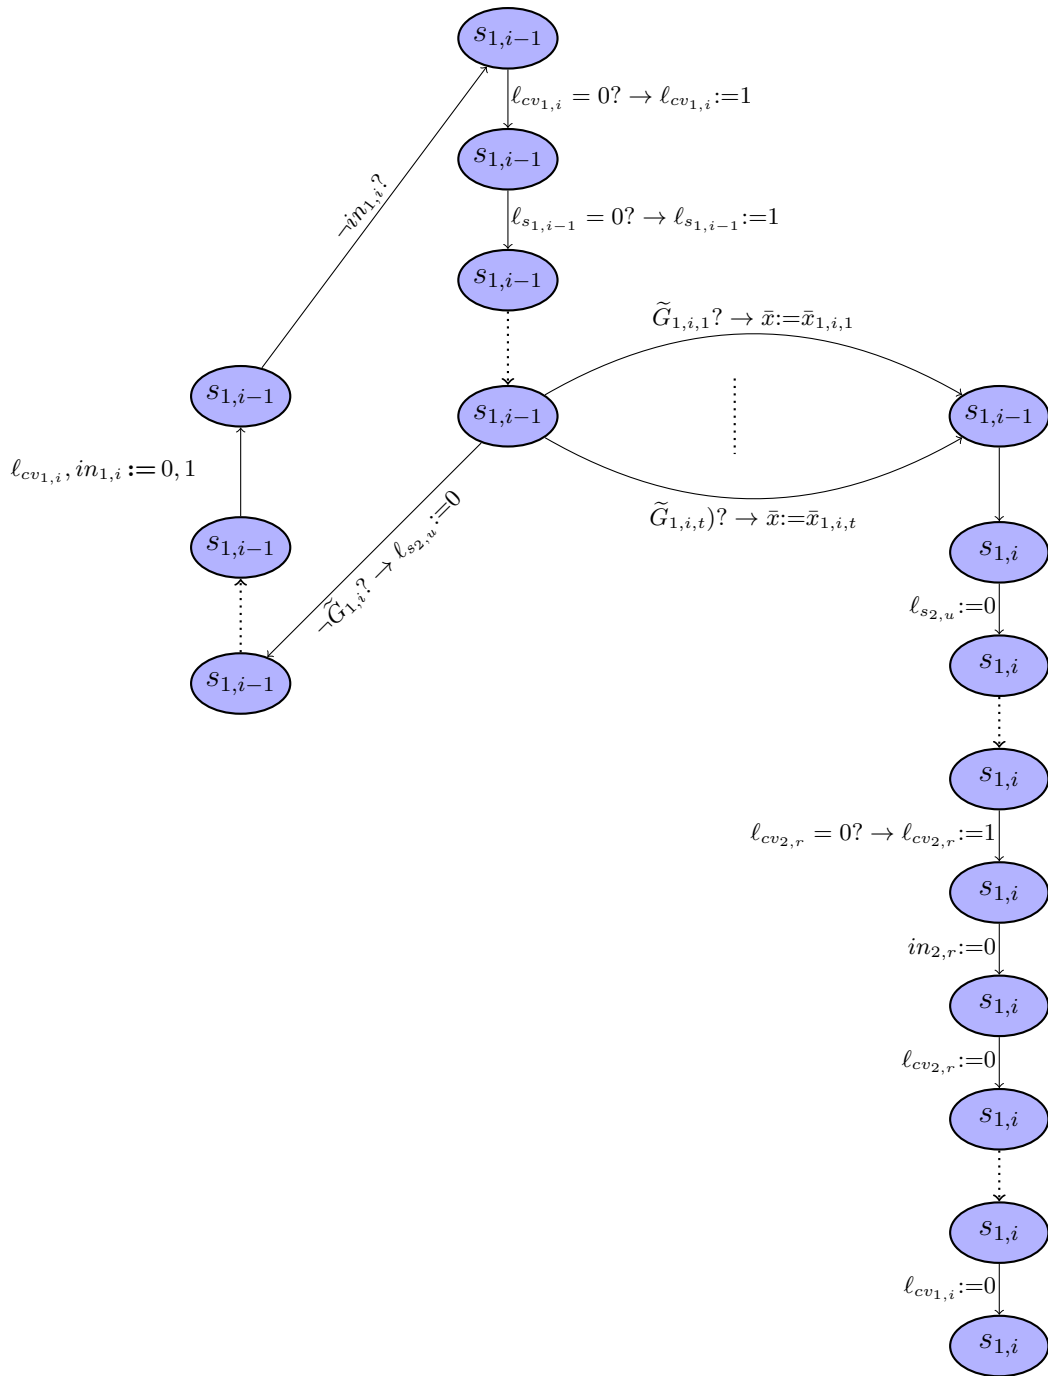 s₁,ᵢ₋₁
ℓ_{cv_{1,i}} = 0? → ℓ_{cv_{1,i}}:=1
s_{1,i−1}
¬in_{1,i}?
ℓ_{s_{1,i−1}} = 0? → ℓ_{s_{1,i−1}}:=1
s_{1,i−1}
G̃_{1,i,1}? → x̄:=x̄_{1,i,1}
s_{1,i−1}
s_{1,i−1}
s_{1,i−1}
ℓ_{cv_{1,i}}, in_{1,i} := 0, 1
G̃_{1,i,t})? → x̄:=x̄_{1,i,t}
s_{1,i−1}
¬G̃_{1,i}? → ℓ_{s_{2,u}}:=0
s_{1,i}
ℓ_{s_{2,u}}:=0
s_{1,i−1}
s_{1,i}
s_{1,i}
ℓ_{cv_{2,r}} = 0? → ℓ_{cv_{2,r}}:=1
s_{1,i}
in_{2,r}:=0
s_{1,i}
ℓ_{cv_{2,r}}:=0
s_{1,i}
s_{1,i}
ℓ_{cv_{1,i}}:=0
s_{1,i}